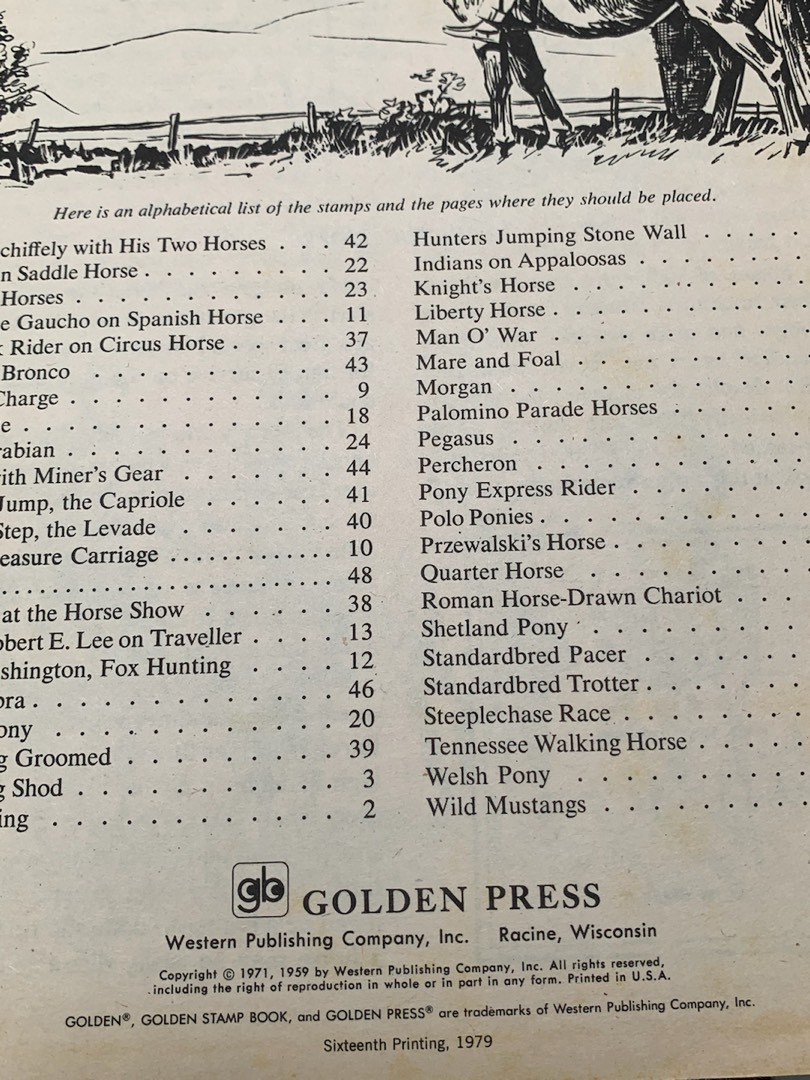 Here is an alphabetical list of the stamps and the pages where they should be placed.
chiffely with His Two Horses . . . 42
n Saddle Horse . . . . . . . . . 22
Horses . . . . . . . . . . . . . 23
e Gaucho on Spanish Horse . . . 11
Rider on Circus Horse . . . . . 37
Bronco . . . . . . . . . . . 43
Charge . . . . . . . . . . . . . 9
e . . . . . . . . . . . . . . . 18
rabian . . . . . . . . . . . . . 24
ith Miner's Gear . . . . . . . 44
Jump, the Capriole . . . . . . 41
Step, the Levade . . . . . . . 40
easure Carriage . . . . . . . . . . . . . 10
. . . . . . . . . . . . . . . . . . . . . 48
at the Horse Show . . . . . . 38
obert E. Lee on Traveller . . . . 13
shington, Fox Hunting . . . . 12
bra . . . . . . . . . . . . . . . 46
ony . . . . . . . . . . . . . . 20
g Groomed . . . . . . . . . . . 39
g Shod . . . . . . . . . . . . . 3
ing . . . . . . . . . . . . . . 2
Hunters Jumping Stone Wall . . . . .
Indians on Appaloosas . . . . . . . .
Knight's Horse . . . . . . . . . .
Liberty Horse . . . . . . . . . . .
Man O' War . . . . . . . . . . . .
Mare and Foal . . . . . . . . . .
Morgan . . . . . . . . . . . . .
Palomino Parade Horses . . . . . .
Pegasus . . . . . . . . . . . . .
Percheron . . . . . . . . . . . .
Pony Express Rider . . . . . . . .
Polo Ponies . . . . . . . . . . . .
Przewalski's Horse . . . . . . . . .
Quarter Horse . . . . . . . . . .
Roman Horse-Drawn Chariot . . . .
Shetland Pony . . . . . . . . . .
Standardbred Pacer . . . . . . . .
Standardbred Trotter . . . . . . . .
Steeplechase Race . . . . . . . . .
Tennessee Walking Horse . . . . .
Welsh Pony . . . . . . . . . . .
Wild Mustangs . . . . . . . . . .
gb GOLDEN PRESS
Western Publishing Company, Inc. Racine, Wisconsin
Copyright © 1971, 1959 by Western Publishing Company, Inc. All rights reserved,
including the right of reproduction in whole or in part in any form. Printed in U.S.A.
GOLDEN®, GOLDEN STAMP BOOK, and GOLDEN PRESS® are trademarks of Western Publishing Company, Inc.
Sixteenth Printing, 1979